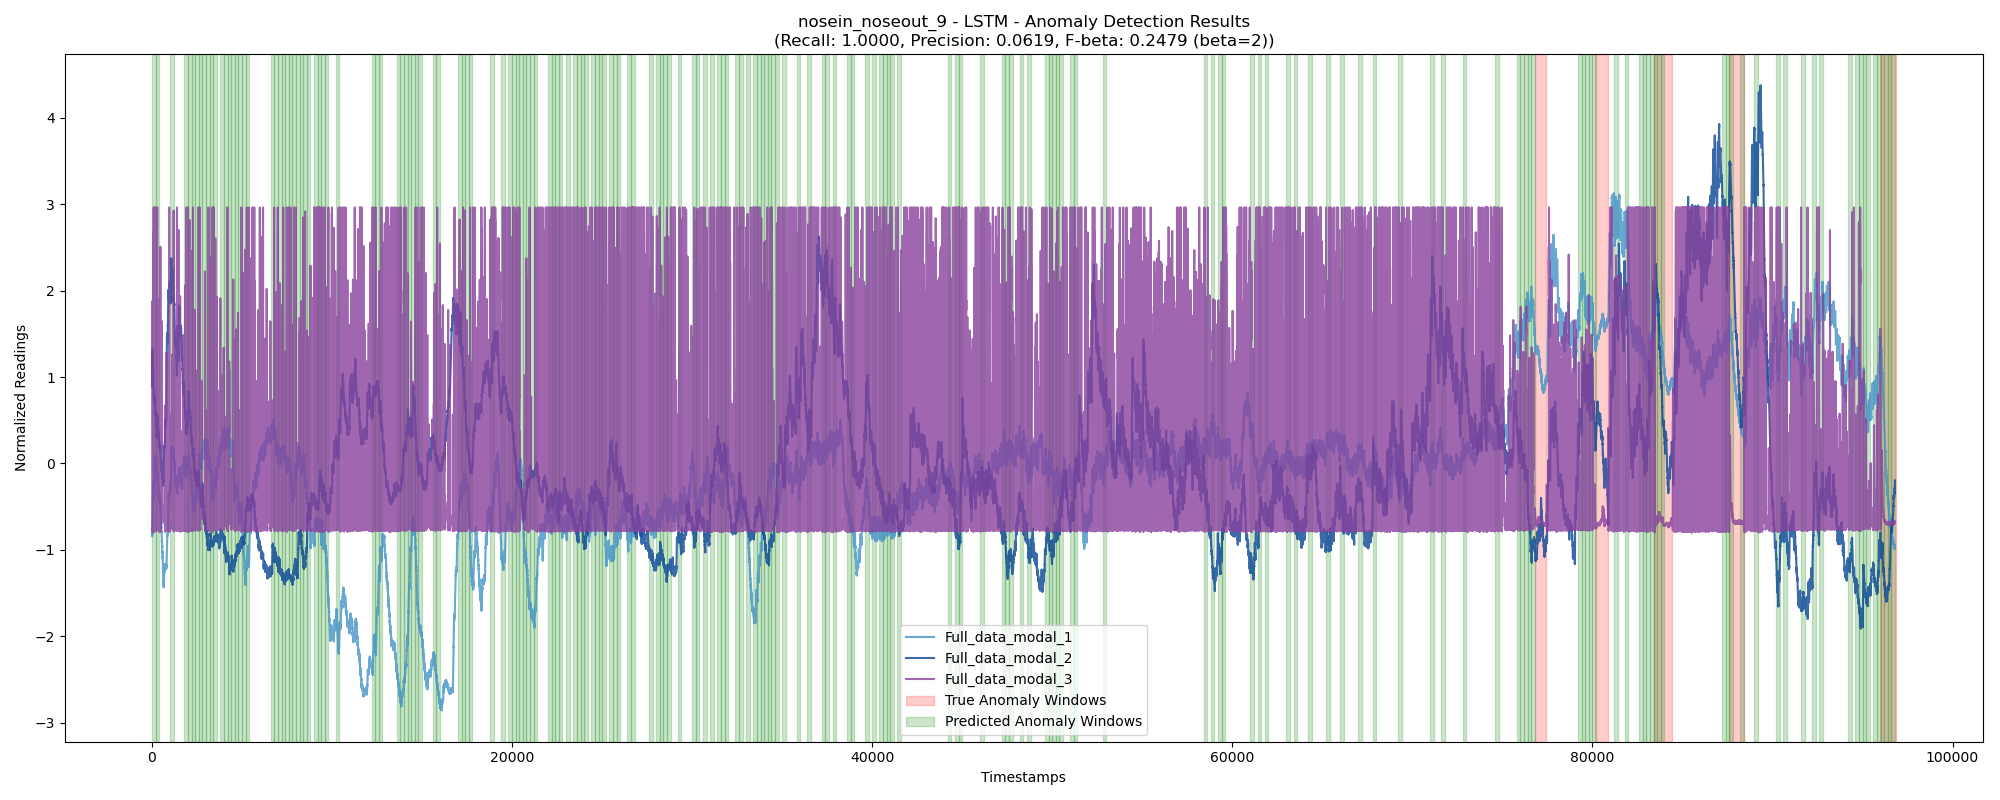 nosein_noseout_9 - LSTM - Anomaly Detection Results
(Recall: 1.0000, Precision: 0.0619, F-beta: 0.2479 (beta=2))
Normalized Readings
4
3
2
1
0
−1
−2
−3
Full_data_modal_1
Full_data_modal_2
Full_data_modal_3
True Anomaly Windows
Predicted Anomaly Windows
0
20000
40000
60000
80000
100000
Timestamps